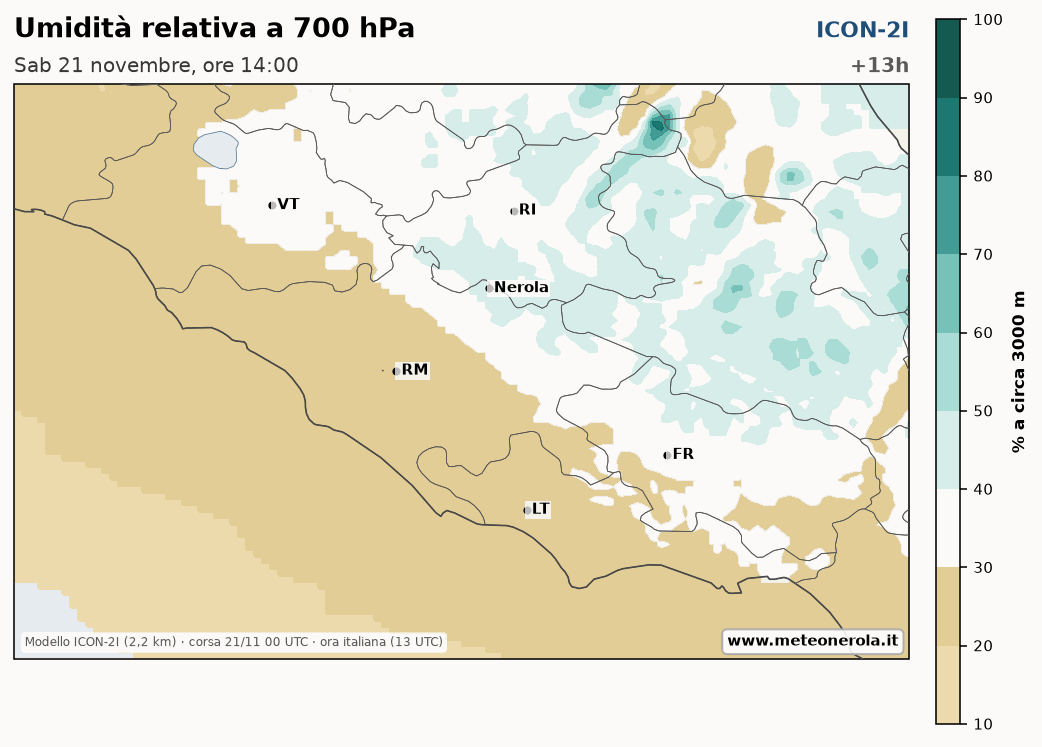 Umidità relativa a 700 hPa
ICON-2I
Sab 21 novembre, ore 14:00
+13h
VT
RI
Nerola
RM
FR
LT
Modello ICON-2I (2,2 km) · corsa 21/11 00 UTC · ora italiana (13 UTC)
www.meteonerola.it
100
90
80
70
60
50
40
30
20
10
% a circa 3000 m